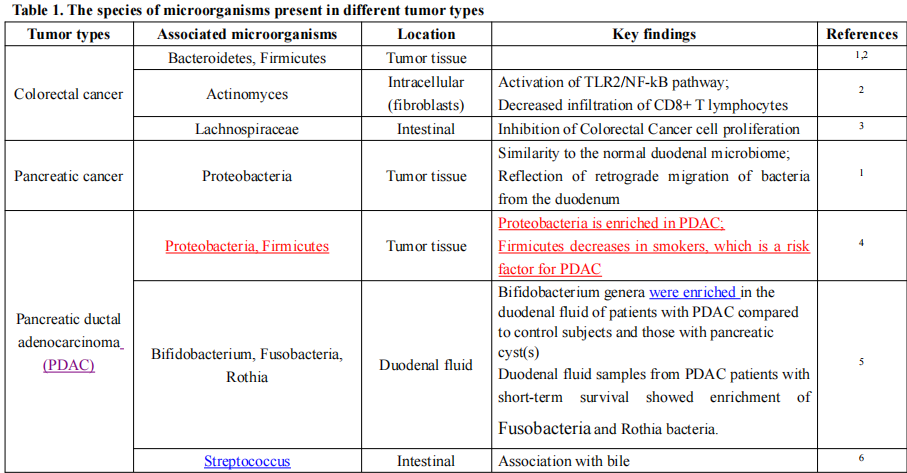 Table 1. The species of microorganisms present in different tumor types
Tumor types Associated microorganisms Location Key findings References
Colorectal cancer
Bacteroidetes, Firmicutes Tumor tissue 1,2
Actinomyces
Intracellular
(fibroblasts)
Activation of TLR2/NF-kB pathway;
Decreased infiltration of CD8+ T lymphocytes
2
Lachnospiraceae Intestinal Inhibition of Colorectal Cancer cell proliferation 3
Pancreatic cancer Proteobacteria Tumor tissue
Similarity to the normal duodenal microbiome;
Reflection of retrograde migration of bacteria
from the duodenum
1
Pancreatic ductal
adenocarcinoma
(PDAC)
Proteobacteria, Firmicutes Tumor tissue
Proteobacteria is enriched in PDAC;
Firmicutes decreases in smokers, which is a risk
factor for PDAC
4
Bifidobacterium, Fusobacteria,
Rothia
Duodenal fluid
Bifidobacterium genera were enriched in the
duodenal fluid of patients with PDAC compared
to control subjects and those with pancreatic
cyst(s)
Duodenal fluid samples from PDAC patients with
short-term survival showed enrichment of
Fusobacteria and Rothia bacteria.
5
Streptococcus Intestinal Association with bile 6